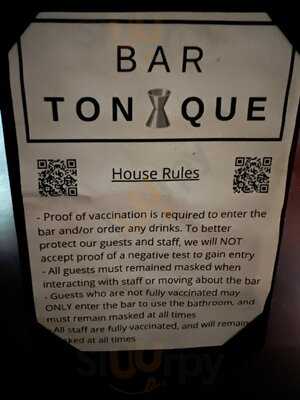 BAR
TON QUE
House Rules
- Proof of vaccination is required to enter the
bar and/or order any drinks. To better
protect our guests and staff, we will NOT
accept proof of a negative test to gain entry
- All guests must remained masked when
interacting with staff or moving about the bar
- Guests who are not fully vaccinated may
ONLY enter the bar to use the bathroom, and
must remain masked at all times
- All staff are fully vaccinated, and will remain
masked at all times